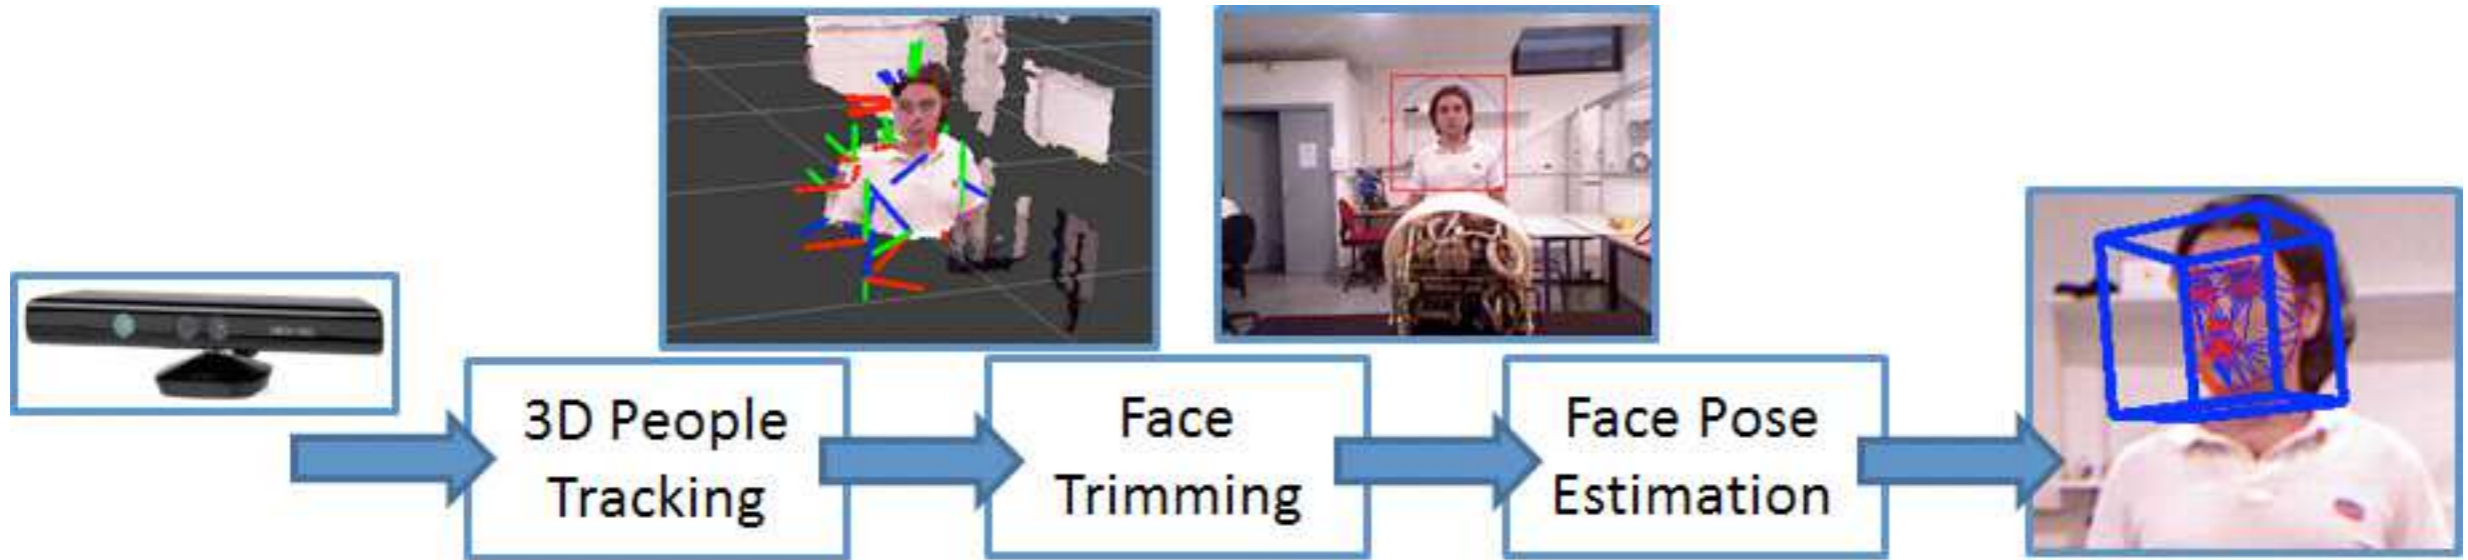 3D People
Tracking
Face
Trimming
Face Pose
Estimation